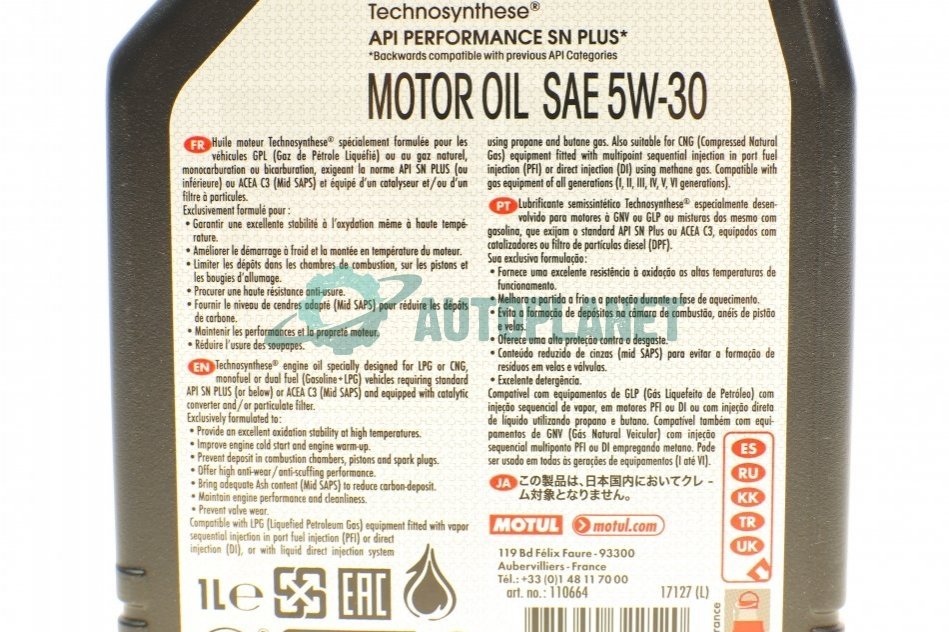 Technosynthese®
API PERFORMANCE SN PLUS*
*Backwards compatible with previous API Categories
MOTOR OIL SAE 5W-30
FR Huile moteur Technosynthese® spécialement formulée pour les
véhicules GPL (Gaz de Pétrole Liquéfié) ou au gaz naturel,
monocarburation ou bicarburation, exigeant la norme API SN PLUS (ou
inférieure) ou ACEA C3 (Mid SAPS) et équipé d'un catalyseur et/ou d'un
filtre à particules.
Exclusivement formulé pour :
• Garantir une excellente stabilité à l'oxydation même à haute tempé-
rature.
• Améliorer le démarrage à froid et la montée en température du moteur.
• Limiter les dépôts dans les chambres de combustion, sur les pistons et
les bougies d'allumage.
• Procurer une haute résistance anti-usure.
• Fournir le niveau de cendres adapté (Mid SAPS) pour réduire les dépôts
de carbone.
• Maintenir les performances et la propreté moteur.
• Réduire l'usure des soupapes.
EN Technosynthese® engine oil specially designed for LPG or CNG,
monofuel or dual fuel (Gasoline+LPG) vehicles requiring standard
API SN PLUS (or below) or ACEA C3 (Mid SAPS) and equipped with catalytic
converter and/or particulate filter.
Exclusively formulated to:
• Provide an excellent oxidation stability at high temperatures.
• Improve engine cold start and engine warm-up.
• Prevent deposit in combustion chambers, pistons and spark plugs.
• Offer high anti-wear/anti-scuffing performance.
• Bring adequate Ash content (Mid SAPS) to reduce carbon-deposit.
• Maintain engine performance and cleanliness.
• Prevent valve wear.
Compatible with LPG (Liquefied Petroleum Gas) equipment fitted with vapor
sequential injection in port fuel injection (PFI) or direct
injection (DI), or with liquid direct injection system
using propane and butane gas. Also suitable for CNG (Compressed Natural
Gas) equipment fitted with multipoint sequential injection in port fuel
injection (PFI) or direct injection (DI) using methane gas. Compatible with
gas equipment of all generations (I, II, III, IV, V, VI generations).
PT Lubrificante semissintético Technosynthese® especialmente desen-
volvido para motores à GNV ou GLP ou misturas dos mesmo com
gasolina, que exijam o standard API SN Plus ou ACEA C3, equipados com
catalizadores ou filtro de partículas diesel (DPF).
Sua exclusiva formulação:
• Fornece uma excelente resistência à oxidação as altas temperaturas de
funcionamento.
• Melhora a partida a frio e a proteção durante a fase de aquecimento.
• Evita a formação de depósitos na câmara de combustão, anéis de pistão
e velas.
• Oferece uma alta proteção contra o desgaste.
• Conteúdo reduzido de cinzas (mid SAPS) para evitar a formação de
resíduos em velas e válvulas.
• Excelente detergência.
Compatível com equipamentos de GLP (Gás Liquefeito de Petróleo) com
injeção sequencial de vapor, em motores PFI ou DI ou com injeção direta
de líquido utilizando propano e butano. Compatível também com equi-
pamentos de GNV (Gás Natural Veicular) com injeção
sequencial multiponto PFI ou DI empregando metano. Pode
ser usado em todas às gerações de equipamentos (I até VI).
JA この製品は、日本国内においてクレ－
ム対象となりません。
MOTUL motul.com
119 Bd Félix Faure - 93300
Aubervilliers - France
Tél.: +33 (0)1 48 11 70 00
art. no.: 110664 17127 (L)
ES
RU
KK
TR
UK
1L e
EAC
AUTOPLANET